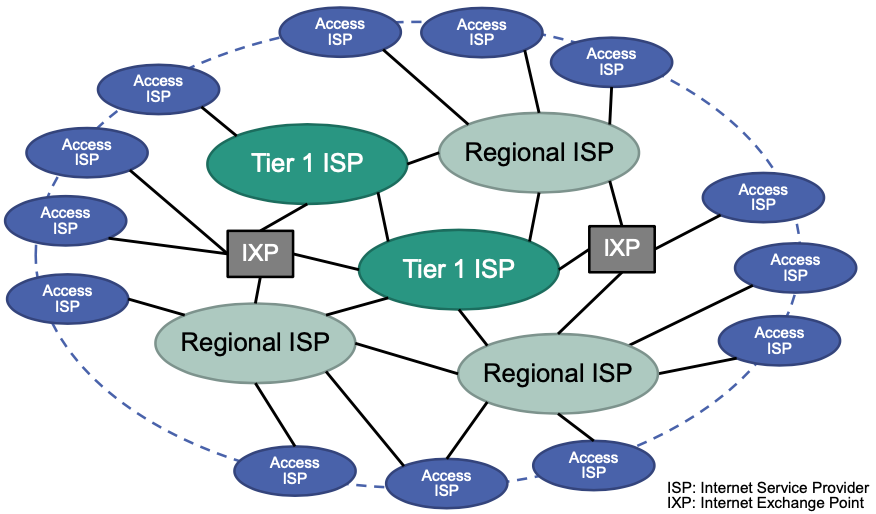 Access
ISP
Access
ISP
Access
ISP
Access
ISP
Access
ISP
Tier 1 ISP
Regional ISP
Access
ISP
Access
ISP
Access
ISP
IXP
IXP
Tier 1 ISP
Access
ISP
Access
ISP
Regional ISP
Access
ISP
Regional ISP
Access
ISP
Access
ISP
Access
ISP
ISP: Internet Service Provider
IXP: Internet Exchange Point